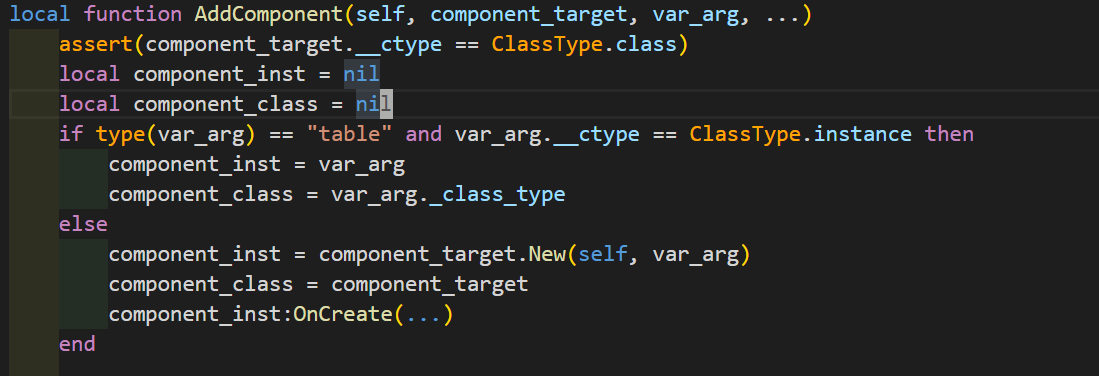 local function AddComponent(self, component_target, var_arg, ...)
    assert(component_target.__ctype == ClassType.class)
    local component_inst = nil
    local component_class = nil
    if type(var_arg) == "table" and var_arg.__ctype == ClassType.instance then
        component_inst = var_arg
        component_class = var_arg._class_type
    else
        component_inst = component_target.New(self, var_arg)
        component_class = component_target
        component_inst:OnCreate(...)
    end